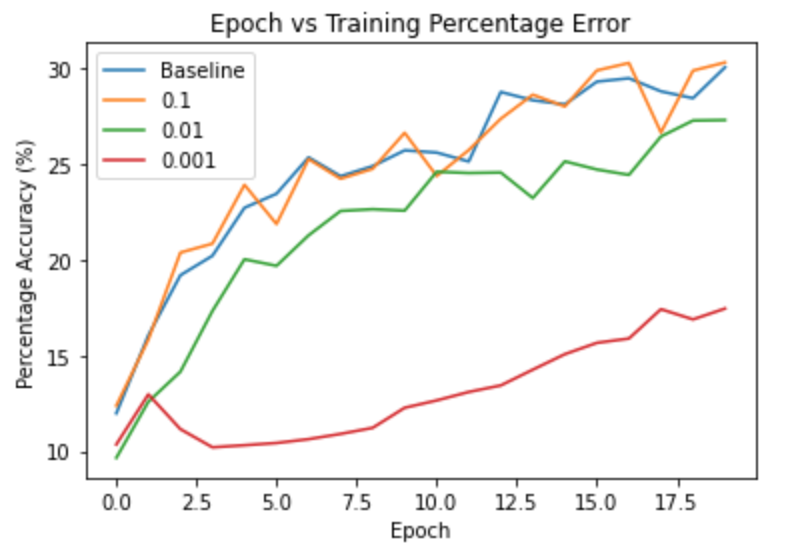 Epoch vs Training Percentage Error
Baseline
0.1
0.01
0.001
Percentage Accuracy (%)
30
25
20
15
10
0.0 2.5 5.0 7.5 10.0 12.5 15.0 17.5
Epoch